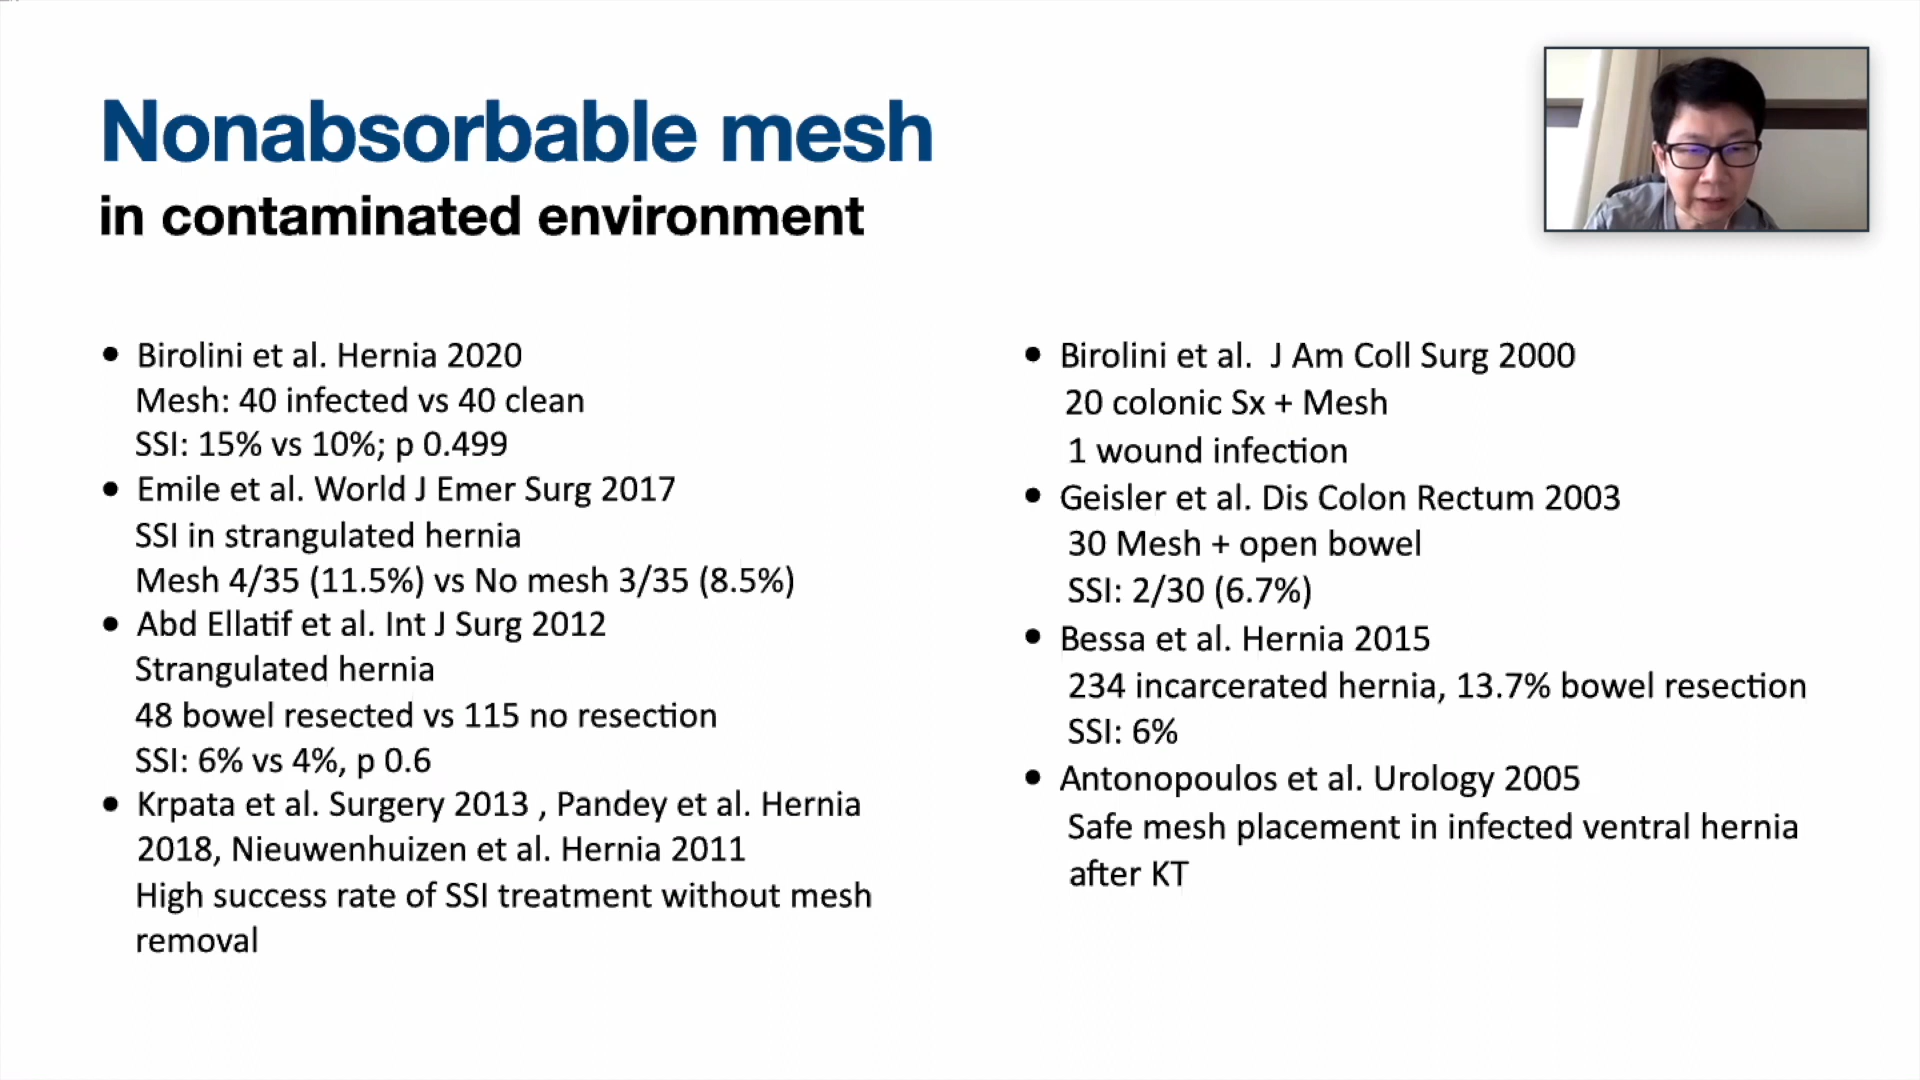 Nonabsorbable mesh
in contaminated environment
• Birolini et al. Hernia 2020
Mesh: 40 infected vs 40 clean
SSI: 15% vs 10%; p 0.499
• Emile et al. World J Emer Surg 2017
SSI in strangulated hernia
Mesh 4/35 (11.5%) vs No mesh 3/35 (8.5%)
• Abd Ellatif et al. Int J Surg 2012
Strangulated hernia
48 bowel resected vs 115 no resection
SSI: 6% vs 4%, p 0.6
• Krpata et al. Surgery 2013 , Pandey et al. Hernia
2018, Nieuwenhuizen et al. Hernia 2011
High success rate of SSI treatment without mesh
removal
• Birolini et al. J Am Coll Surg 2000
20 colonic Sx + Mesh
1 wound infection
• Geisler et al. Dis Colon Rectum 2003
30 Mesh + open bowel
SSI: 2/30 (6.7%)
• Bessa et al. Hernia 2015
234 incarcerated hernia, 13.7% bowel resection
SSI: 6%
• Antonopoulos et al. Urology 2005
Safe mesh placement in infected ventral hernia
after KT